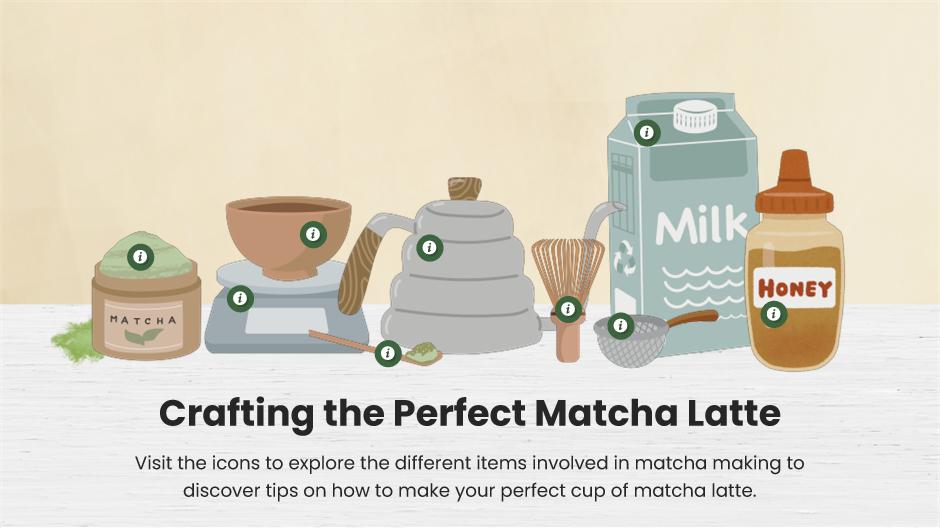 MATCHA
Milk
HONEY
Crafting the Perfect Matcha Latte
Visit the icons to explore the different items involved in matcha making to
discover tips on how to make your perfect cup of matcha latte.